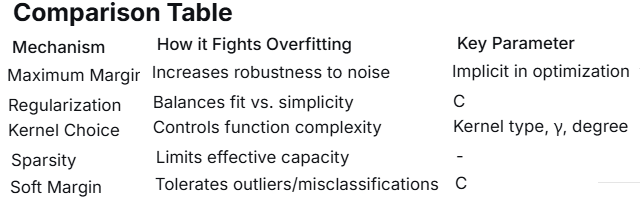 Comparison Table
Mechanism How it Fights Overfitting Key Parameter
Maximum Margin Increases robustness to noise Implicit in optimization
Regularization Balances fit vs. simplicity C
Kernel Choice Controls function complexity Kernel type, γ, degree
Sparsity Limits effective capacity -
Soft Margin Tolerates outliers/misclassifications C